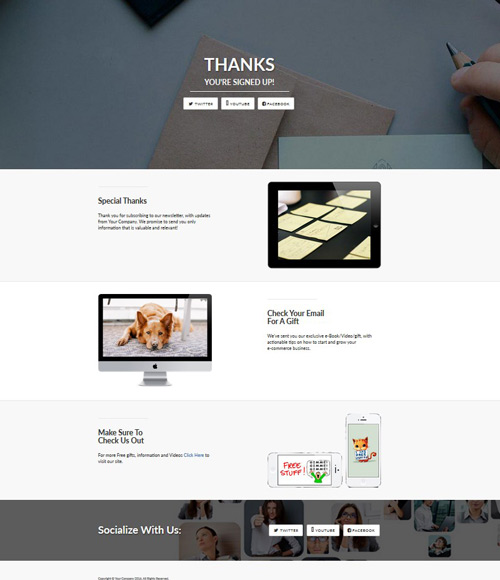 THANKS
YOU'RE SIGNED UP!
TWITTER YOUTUBE FACEBOOK
Special Thanks
Thank you for subscribing to our newsletter, with updates
from Your Company. We promise to send you only
information that is valuable and relevant!
Check Your Email
For A Gift
We've sent you our exclusive e-Book/Video/gift, with
actionable tips on how to start and grow your
e-commerce business.
Make Sure To
Check Us Out
For more Free gifts, information and Videos Click Here to
visit our site.
FREE
STUFF!
Socialize With Us:
TWITTER YOUTUBE FACEBOOK
Copyright © Your Company 2016. All Rights Reserved.